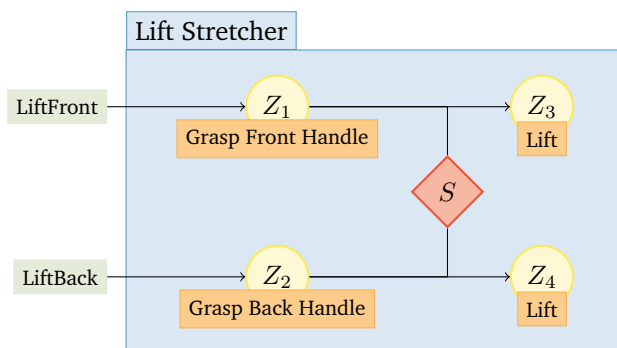 Lift Stretcher
LiftFront
Z₁
Z₃
Grasp Front Handle
Lift
S
LiftBack
Z₂
Z₄
Grasp Back Handle
Lift